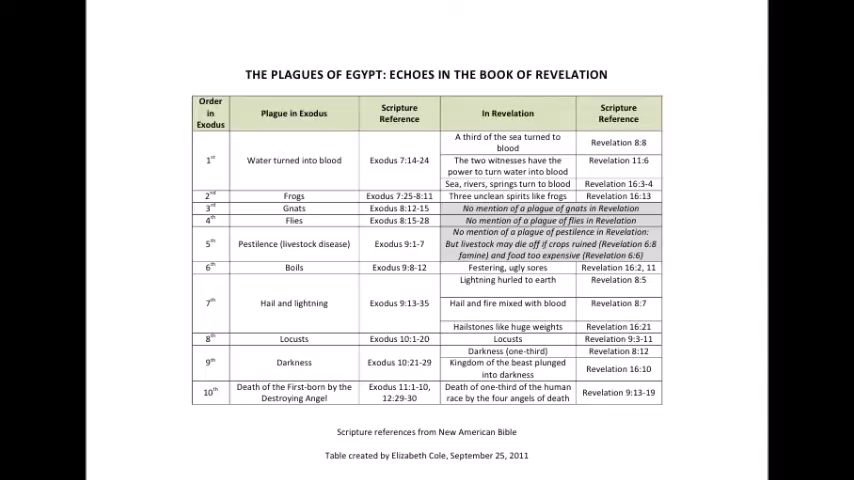 THE PLAGUES OF EGYPT: ECHOES IN THE BOOK OF REVELATION
Order in Exodus Plague in Exodus Scripture Reference In Revelation Scripture Reference
1st Water turned into blood Exodus 7:14-24 A third of the sea turned to blood Revelation 8:8
The two witnesses have the power to turn water into blood Revelation 11:6
Sea, rivers, springs turn to blood Revelation 16:3-4
2nd Frogs Exodus 7:25-8:11 Three unclean spirits like frogs Revelation 16:13
3rd Gnats Exodus 8:12-15 No mention of a plague of gnats in Revelation
4th Flies Exodus 8:15-28 No mention of a plague of flies in Revelation
5th Pestilence (livestock disease) Exodus 9:1-7 No mention of a plague of pestilence in Revelation: But livestock may die off if crops ruined (Revelation 6:8 famine) and food too expensive (Revelation 6:6)
6th Boils Exodus 9:8-12 Festering, ugly sores Revelation 16:2, 11
7th Hail and lightning Exodus 9:13-35 Lightning hurled to earth Revelation 8:5
Hail and fire mixed with blood Revelation 8:7
Hailstones like huge weights Revelation 16:21
8th Locusts Exodus 10:1-20 Locusts Revelation 9:3-11
9th Darkness Exodus 10:21-29 Darkness (one-third) Revelation 8:12
Kingdom of the beast plunged into darkness Revelation 16:10
10th Death of the First-born by the Destroying Angel Exodus 11:1-10, 12:29-30 Death of one-third of the human race by the four angels of death Revelation 9:13-19
Scripture references from New American Bible
Table created by Elizabeth Cole, September 25, 2011